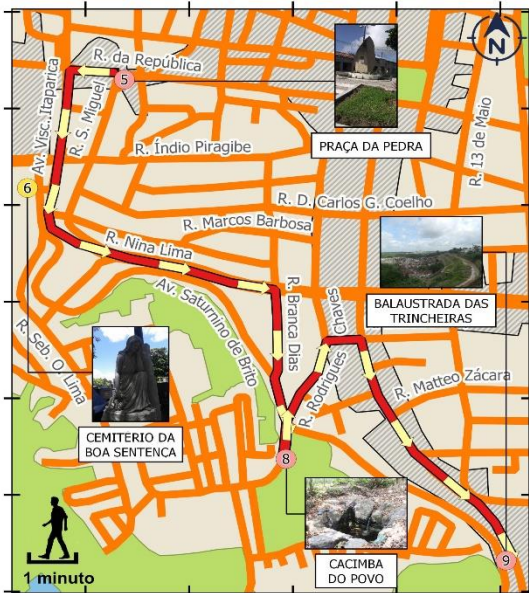 N
R. da República
5
Av. Visc. Itaparica
R. S. Miguel
PRAÇA DA PEDRA
R. 13 de Maio
R. Índio Piragibe
6
R. D. Carlos G. Coelho
R. Marcos Barbosa
R. Nina Lima
BALAUSTRADA DAS
TRINCHEIRAS
Av. Saturnino de Brito
R. Branca Dias
R. Rodrigues Chaves
R. Seb. O. Lima
R. Matteo Zácara
CEMITÉRIO DA
BOA SENTENÇA
8
CACIMBA
DO POVO
9
1 minuto